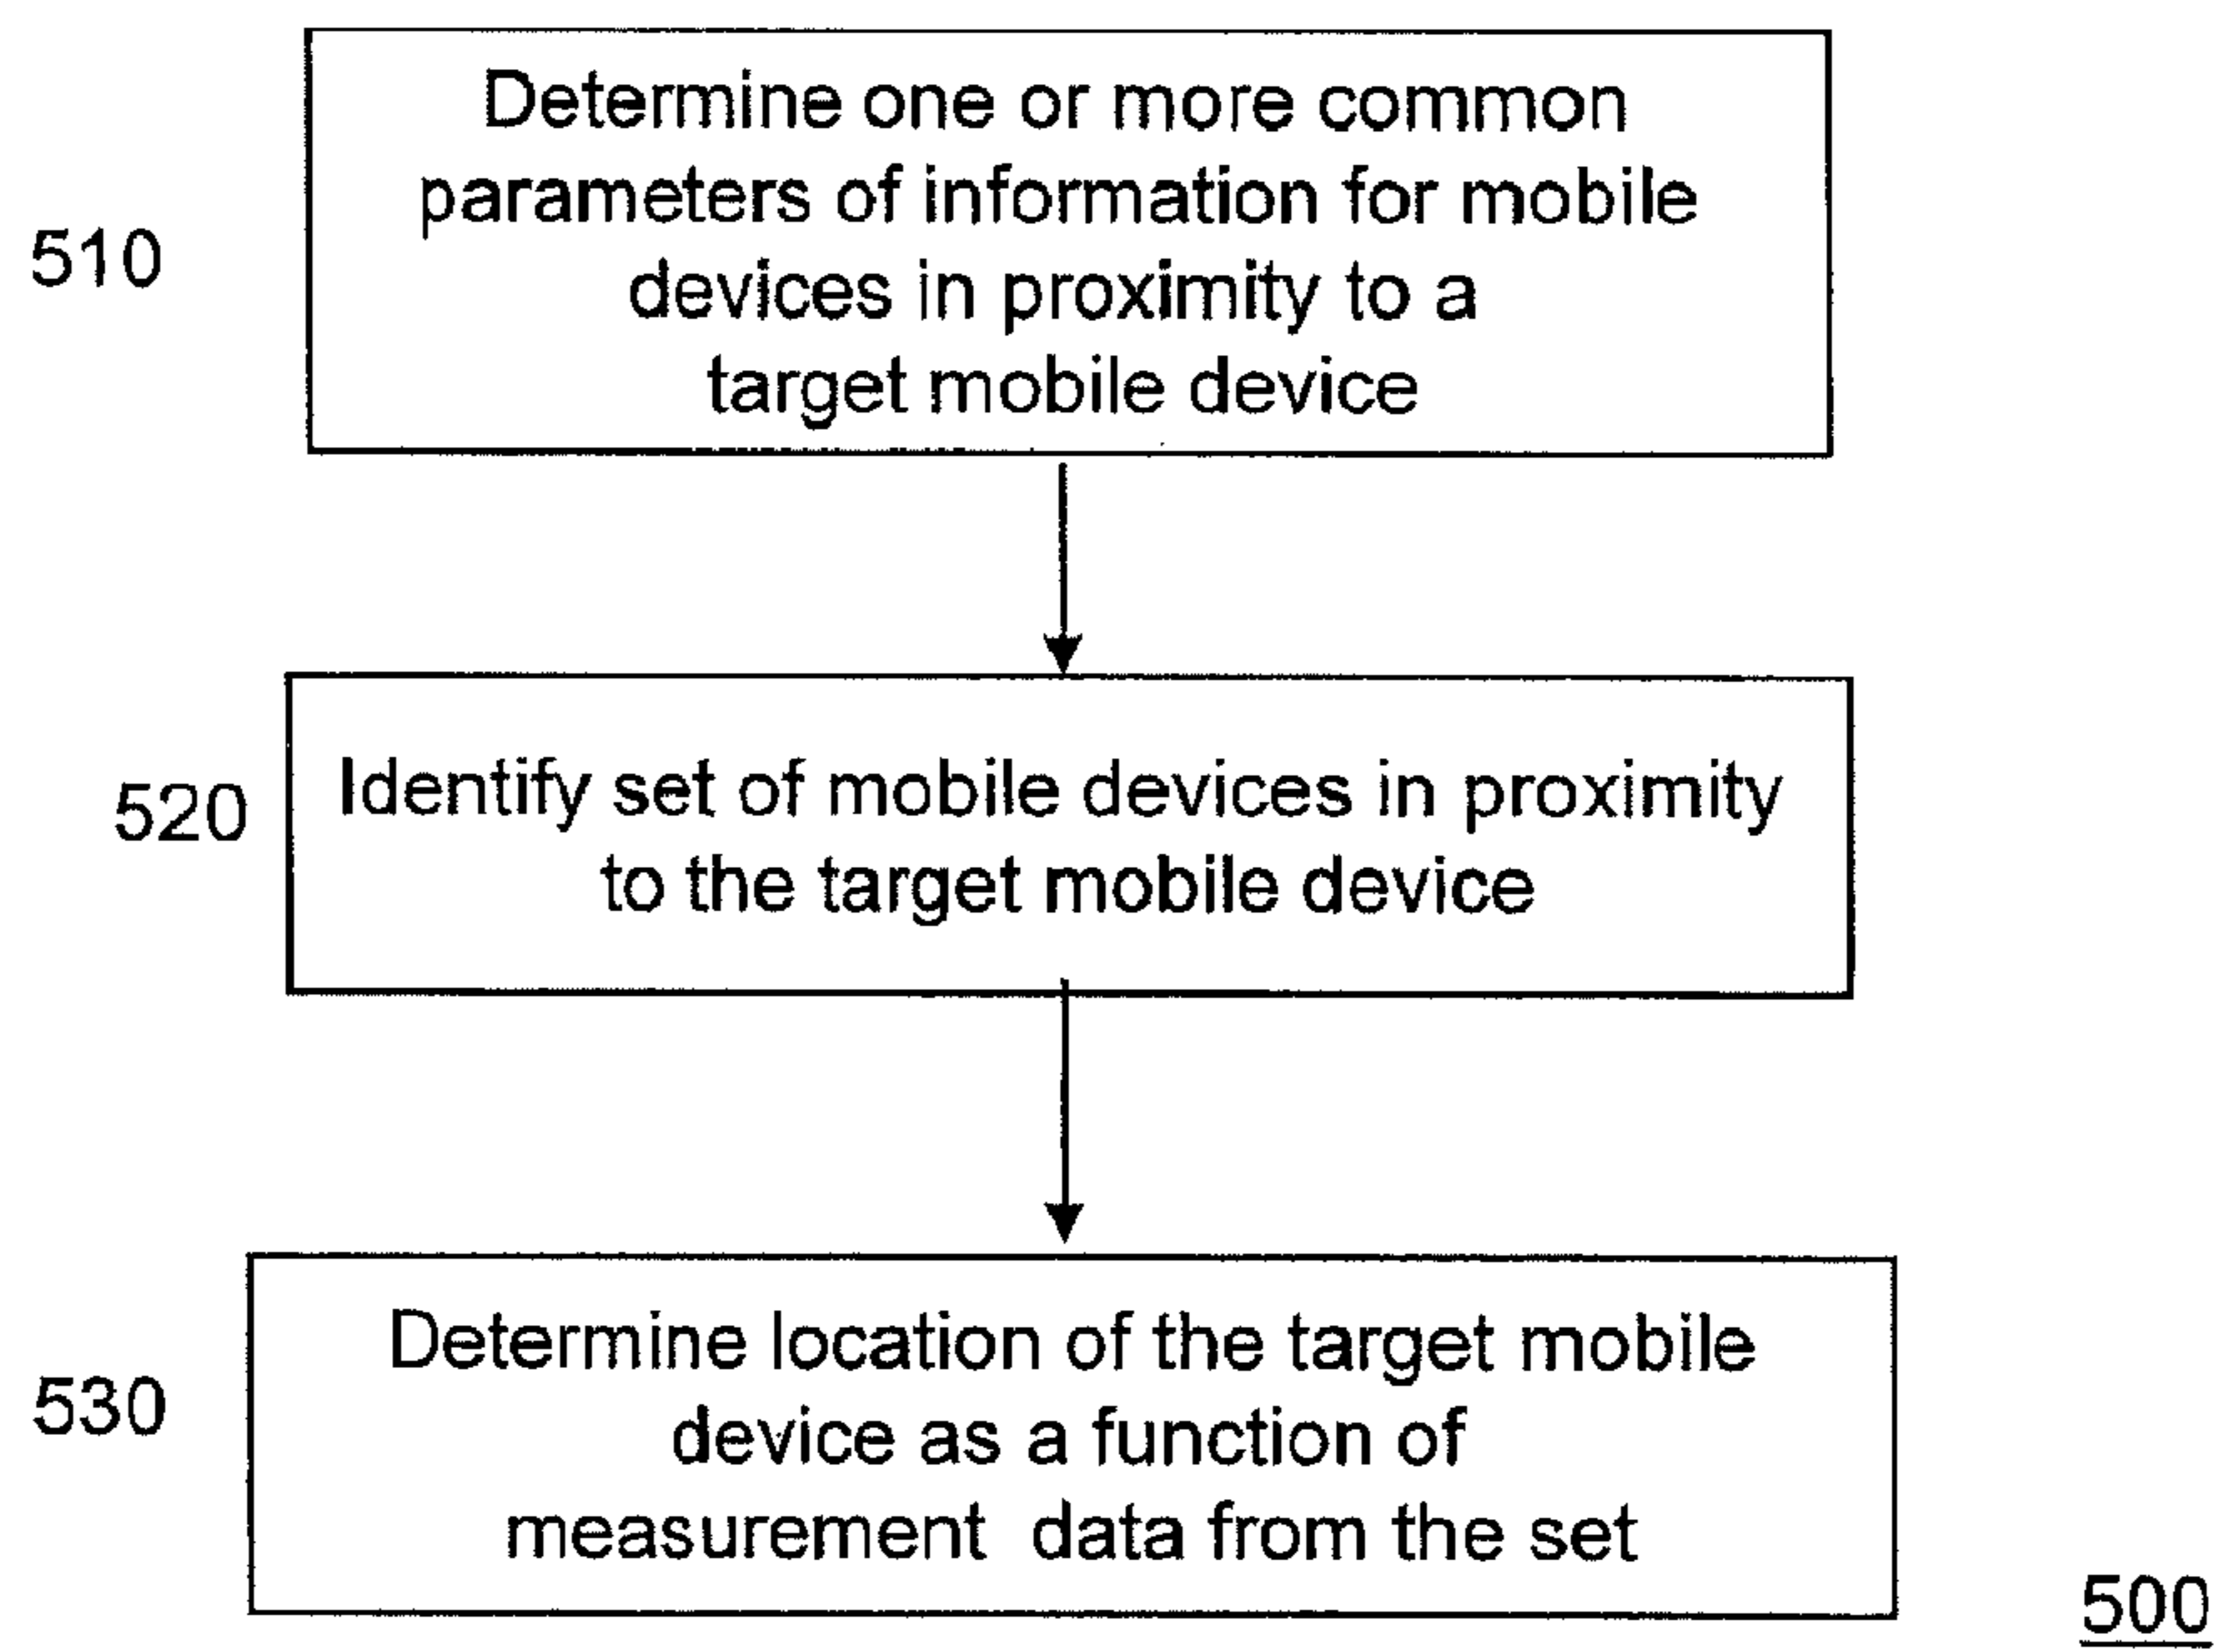 Determine one or more common
parameters of information for mobile
devices in proximity to a
target mobile device
510
Identify set of mobile devices in proximity
to the target mobile device
520
Determine location of the target mobile
device as a function of
measurement data from the set
530
500